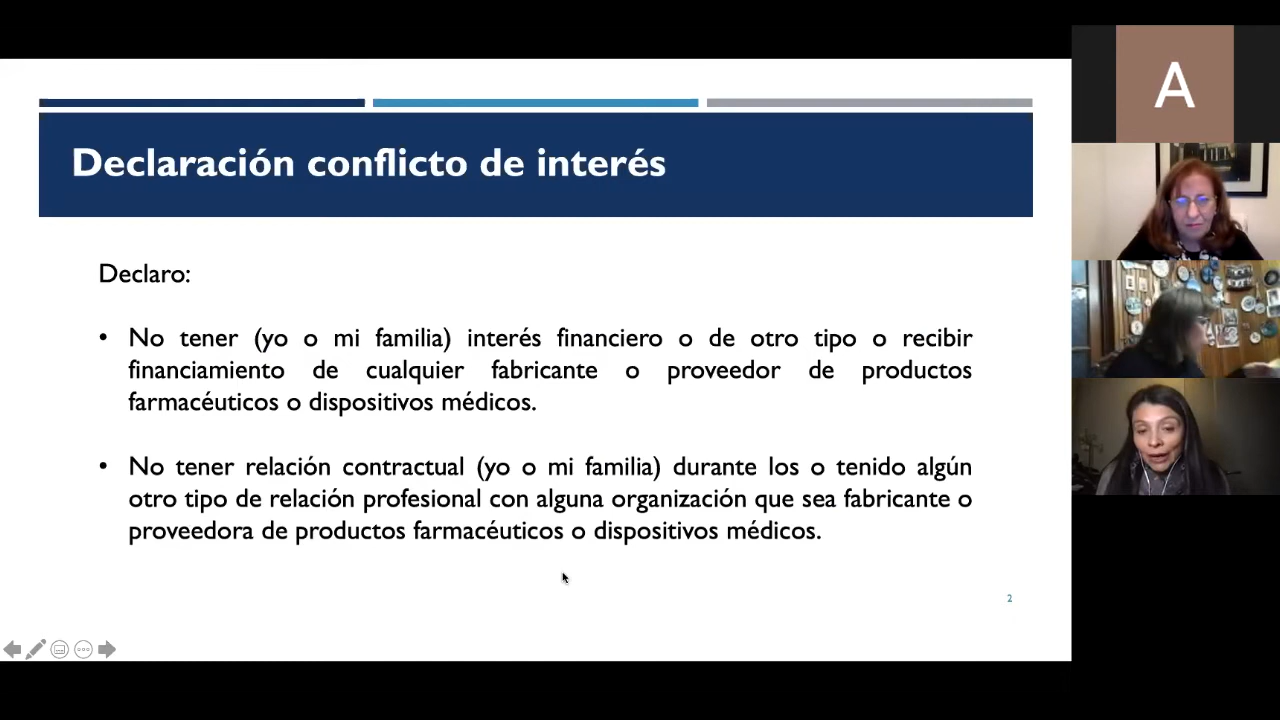 Declaración conflicto de interés
Declaro:
• No tener (yo o mi familia) interés financiero o de otro tipo o recibir
financiamiento de cualquier fabricante o proveedor de productos
farmacéuticos o dispositivos médicos.
• No tener relación contractual (yo o mi familia) durante los o tenido algún
otro tipo de relación profesional con alguna organización que sea fabricante o
proveedora de productos farmacéuticos o dispositivos médicos.
2
A